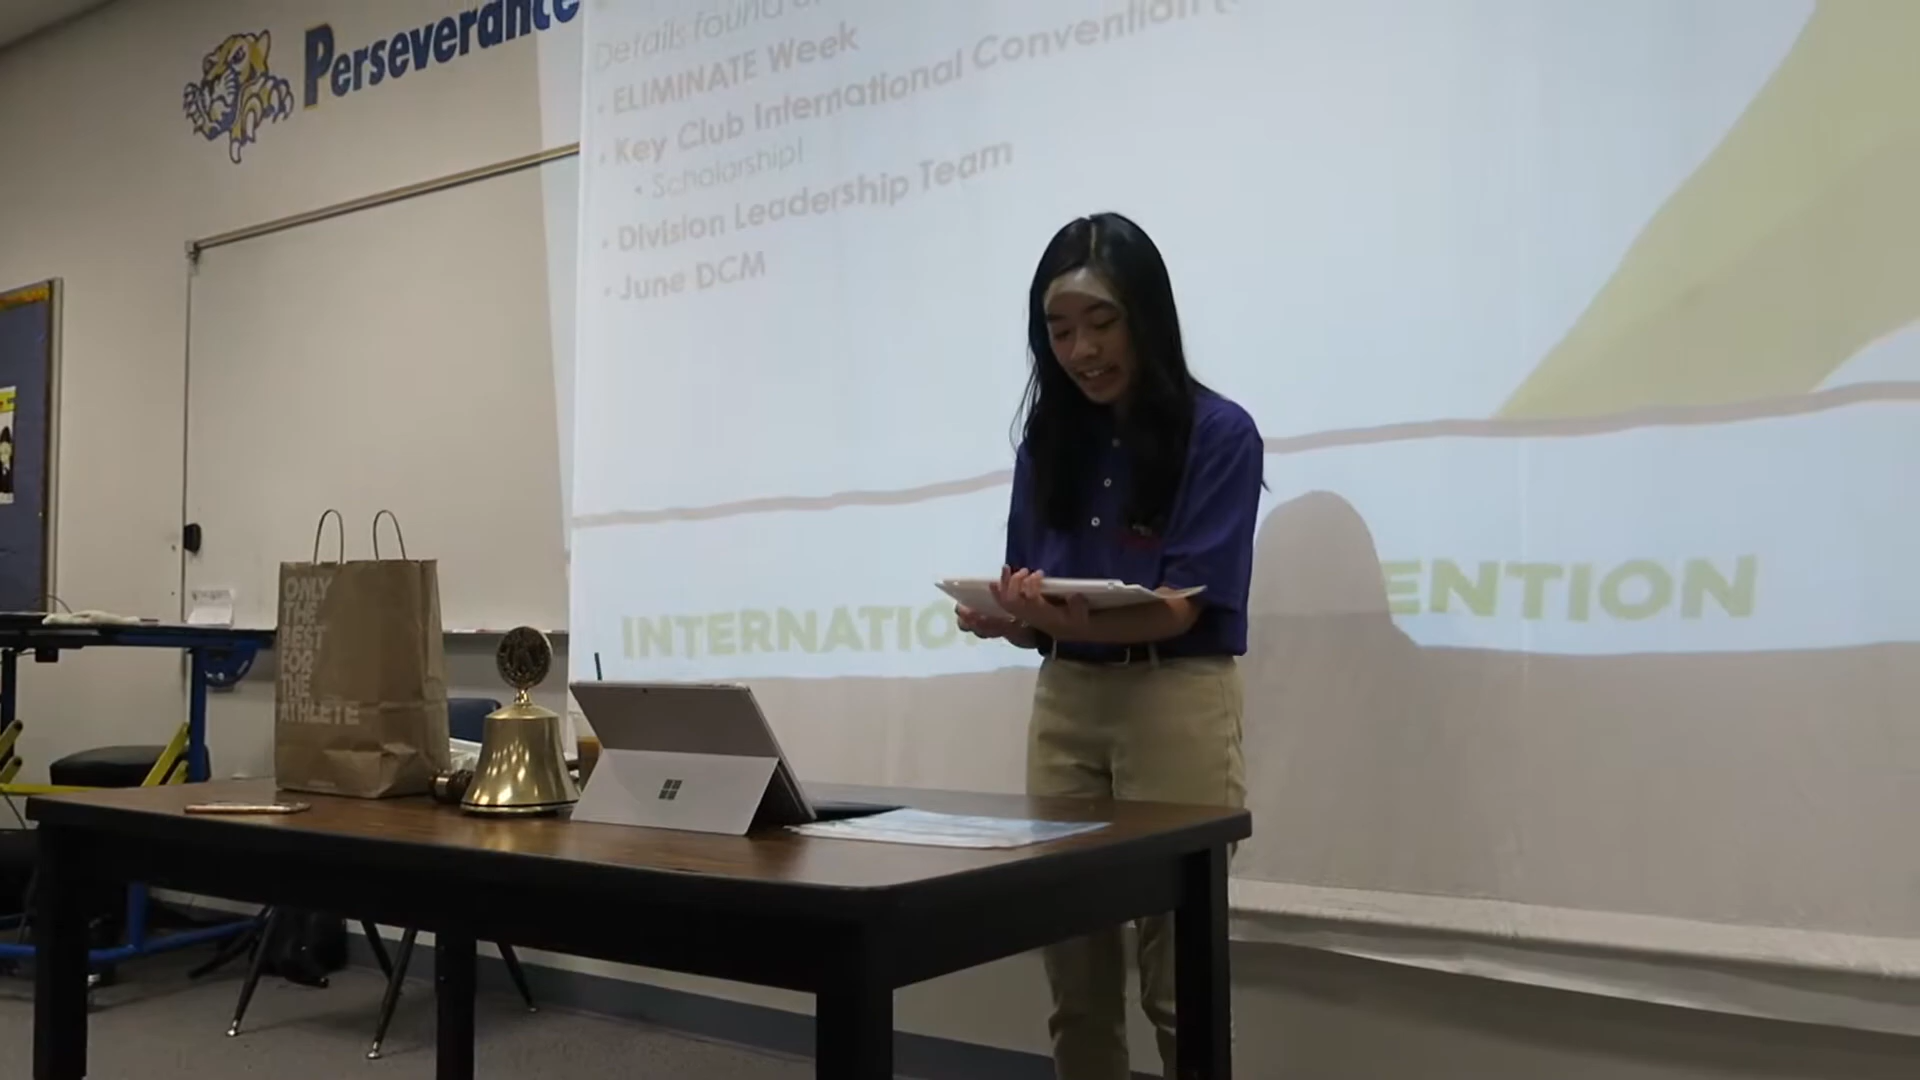 Perseverance
Details found
• ELIMINATE Week
• Key Club International Convention
• Scholarship!
• Division Leadership Team
• June DCM
INTERNATIO ENTION
ONLY
THE
BEST
FOR
THE
ATHLETE